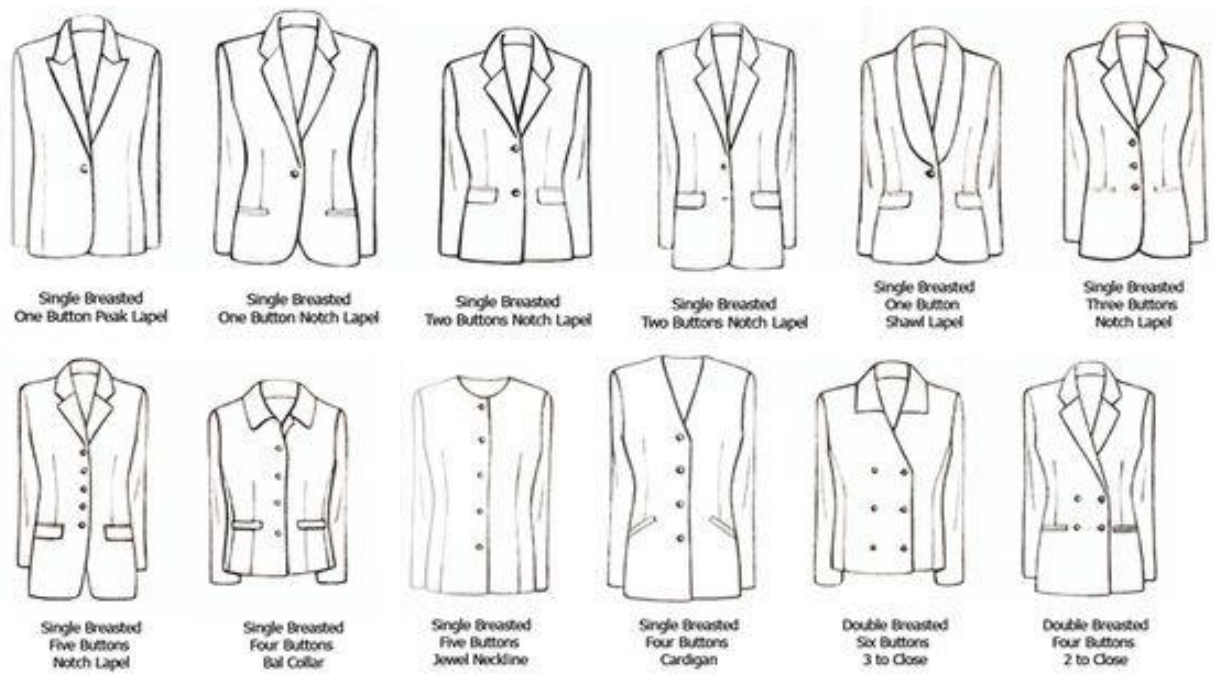 Single Breasted
One Button Peak Lapel
Single Breasted
One Button Notch Lapel
Single Breasted
Two Buttons Notch Lapel
Single Breasted
Two Buttons Notch Lapel
Single Breasted
One Button
Shawl Lapel
Single Breasted
Three Buttons
Notch Lapel
Single Breasted
Five Buttons
Notch Lapel
Single Breasted
Four Buttons
Bal Collar
Single Breasted
Five Buttons
Jewel Neckline
Single Breasted
Four Buttons
Cardigan
Double Breasted
Six Buttons
3 to Close
Double Breasted
Four Buttons
2 to Close